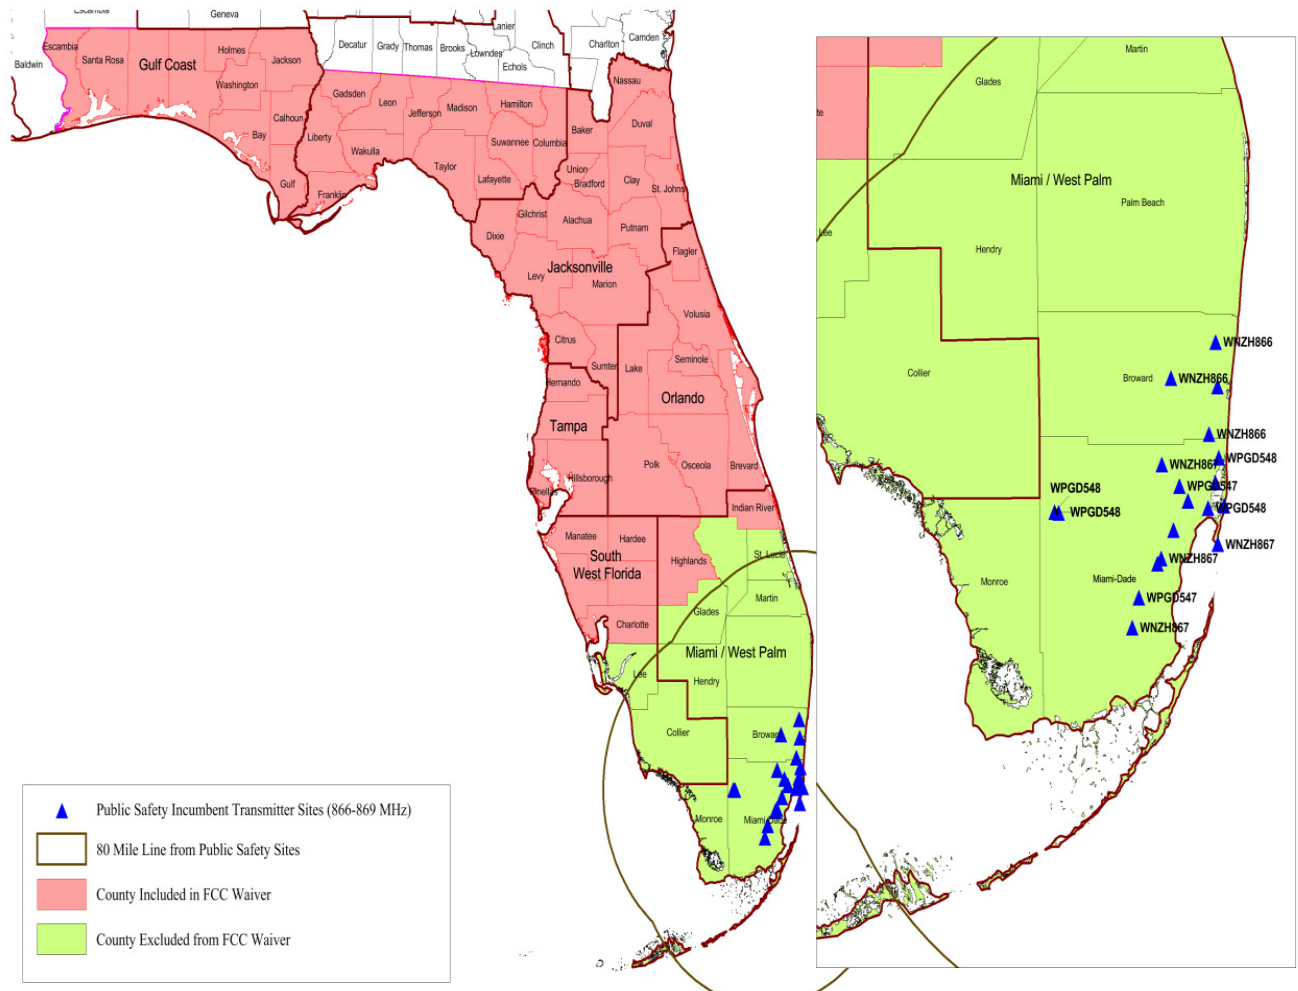 Escambia
Geneva
Lanier
Camden
Decatur
Grady
Thomas
Brooks
Lowndes
Clinch
Charlton
Echols
Baldwin
Escambia
Santa Rosa
Gulf Coast
Holmes
Jackson
Washington
Calhoun
Bay
Gulf
Liberty
Franklin
Gadsden
Leon
Wakulla
Jefferson
Madison
Taylor
Hamilton
Suwannee
Lafayette
Columbia
Nassau
Baker
Duval
Union
Bradford
Clay
St. Johns
Gilchrist
Alachua
Putnam
Dixie
Flagler
Jacksonville
Levy
Marion
Volusia
Citrus
Sumter
Lake
Seminole
Hernando
Orlando
Tampa
Polk
Osceola
Brevard
Hillsborough
Pinellas
Indian River
Manatee
Hardee
Highlands
St. Lucie
South
West Florida
Glades
Martin
Charlotte
Miami / West Palm
Lee
Hendry
Collier
Broward
Monroe
Miami-Dade
Martin
Glades
te
Miami / West Palm
Palm Beach
Lee
Hendry
WNZH866
Collier
Broward
WNZH866
WNZH866
WPGD548
WNZH867
WPGD548
WPGD547
WPGD548
WPGD548
WNZH867
WNZH867
Monroe
Miami-Dade
WPGD547
WNZH867
Public Safety Incumbent Transmitter Sites (866-869 MHz)
80 Mile Line from Public Safety Sites
County Included in FCC Waiver
County Excluded from FCC Waiver